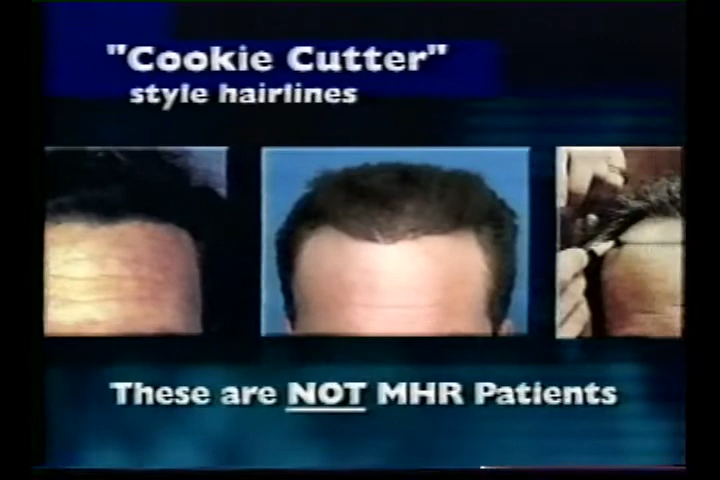 "Cookie Cutter"
style hairlines
These are NOT MHR Patients